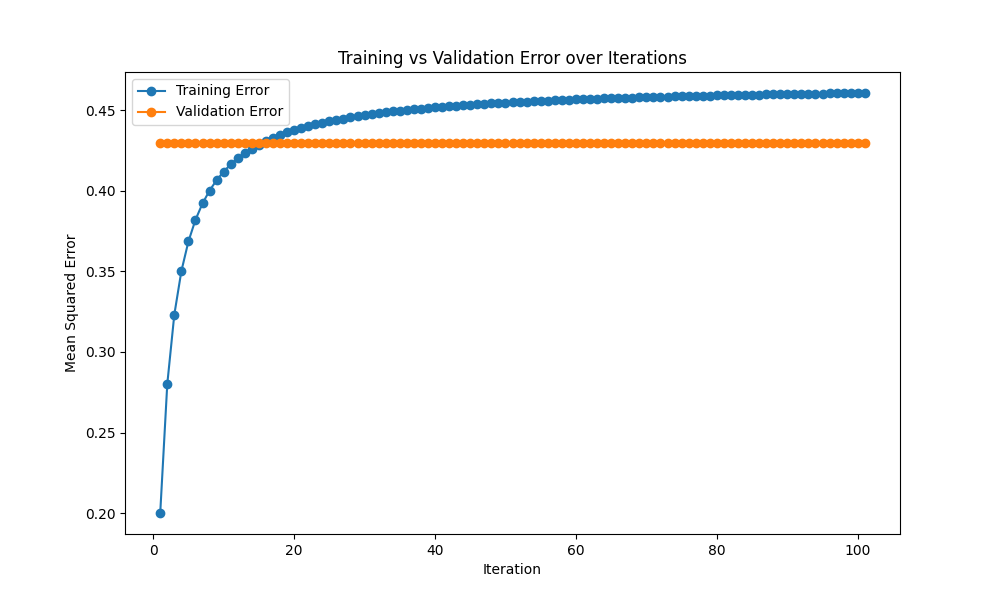 Training vs Validation Error over Iterations
Training Error
Validation Error
0.45
0.40
0.35
0.30
0.25
0.20
Mean Squared Error
0 20 40 60 80 100
Iteration